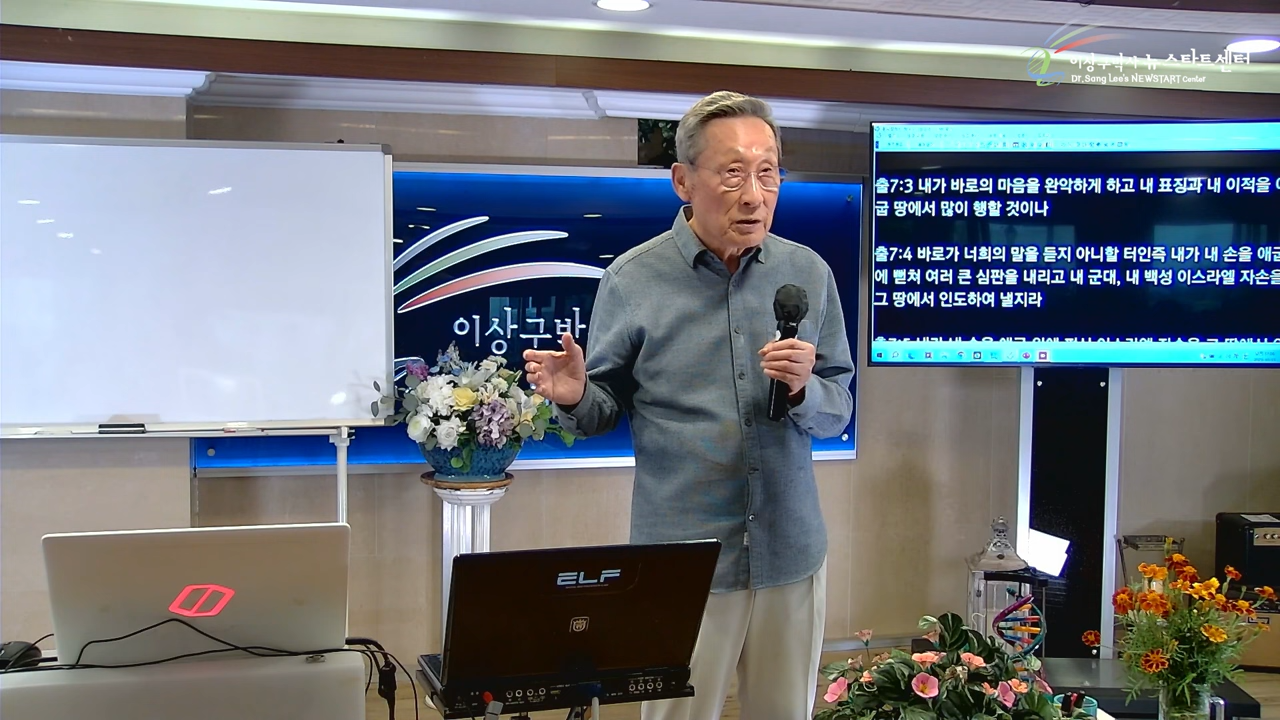 이상구박사 뉴스타트센터
Dr.Sang Lee's NEWSTART Center
출7:3 내가 바로의 마음을 완악하게 하고 내 표징과 내 이적을 애
굽 땅에서 많이 행할 것이나
출7:4 바로가 너희의 말을 듣지 아니할 터인즉 내가 내 손을 애굽
에 뻗쳐 여러 큰 심판을 내리고 내 군대, 내 백성 이스라엘 자손을
그 땅에서 인도하여 낼지라
이상구박
ELF